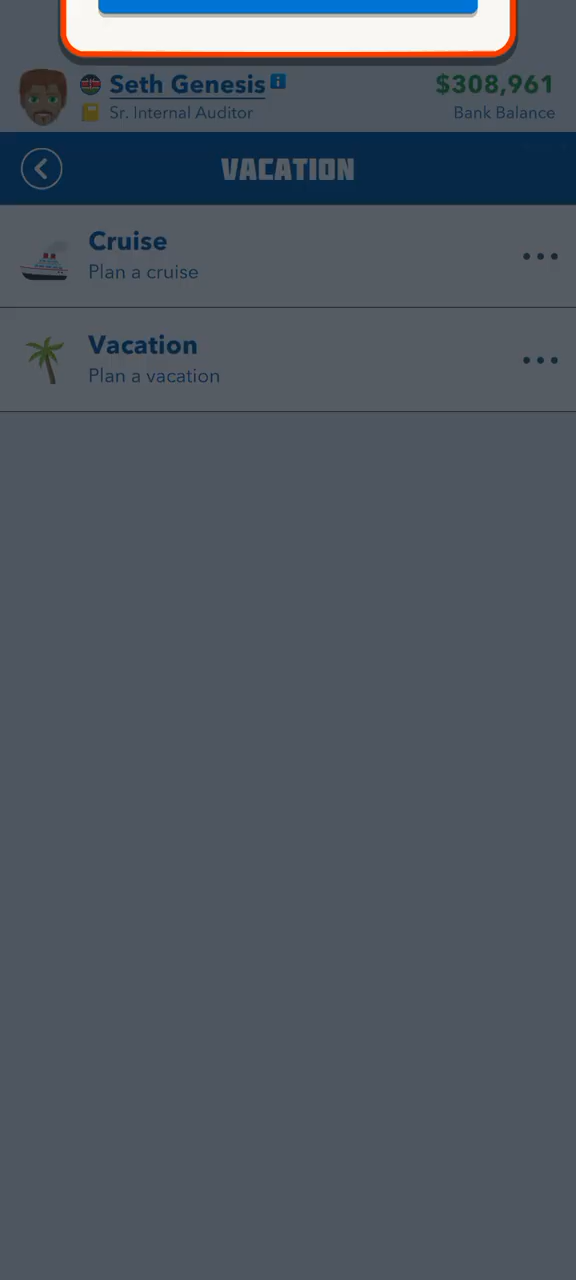 Seth Genesis
$308,961
Sr. Internal Auditor
Bank Balance
VACATION
Cruise
Plan a cruise
Vacation
Plan a vacation